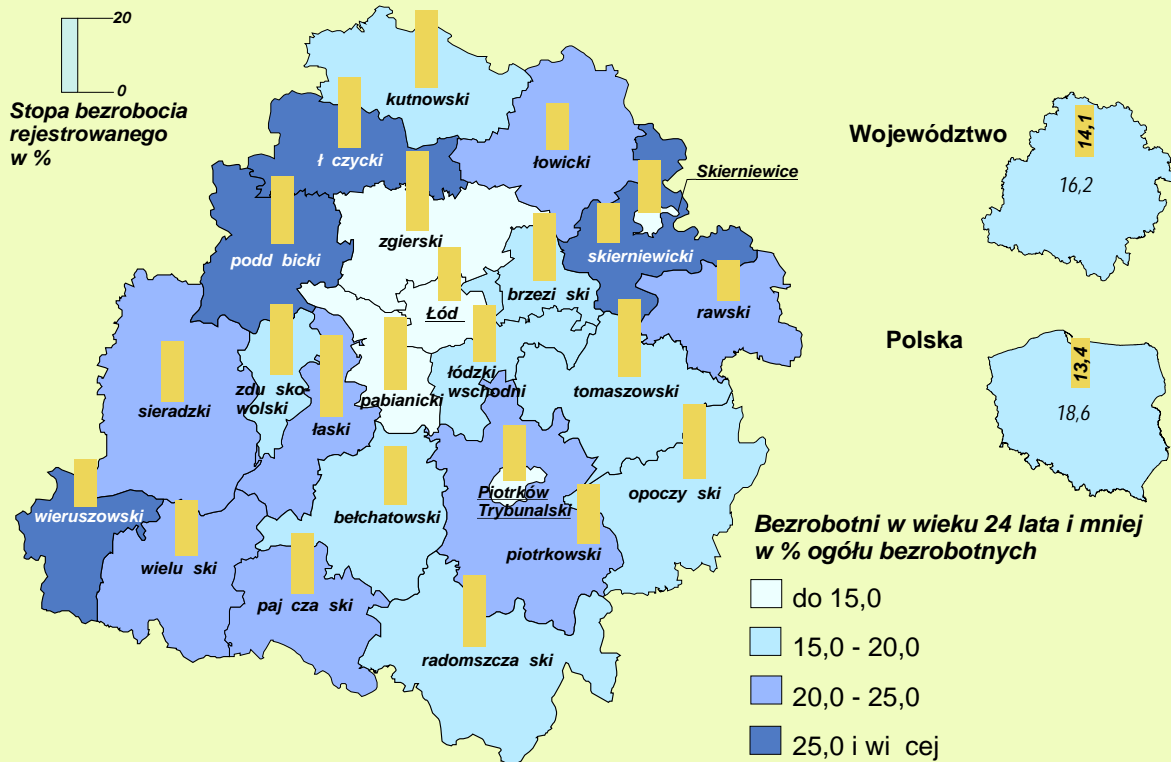 20
0
Stopa bezrobocia
rejestrowanego
w %
kutnowski
ł czycki
łowicki
Skierniewice
zgierski
podd bicki
skierniewicki
brzezi ski
rawski
Łódź
łódzki
wschodni
zdu sko-
wolski
pabianicki
tomaszowski
sieradzki
łaski
opoczy ski
Piotrków
Trybunalski
wieruszowski
bełchatowski
piotrkowski
wielu ski
paj cza ski
radomszcza ski
Województwo
14,1
16,2
Polska
13,4
18,6
Bezrobotni w wieku 24 lata i mniej
w % ogółu bezrobotnych
do 15,0
15,0 - 20,0
20,0 - 25,0
25,0 i wi cej